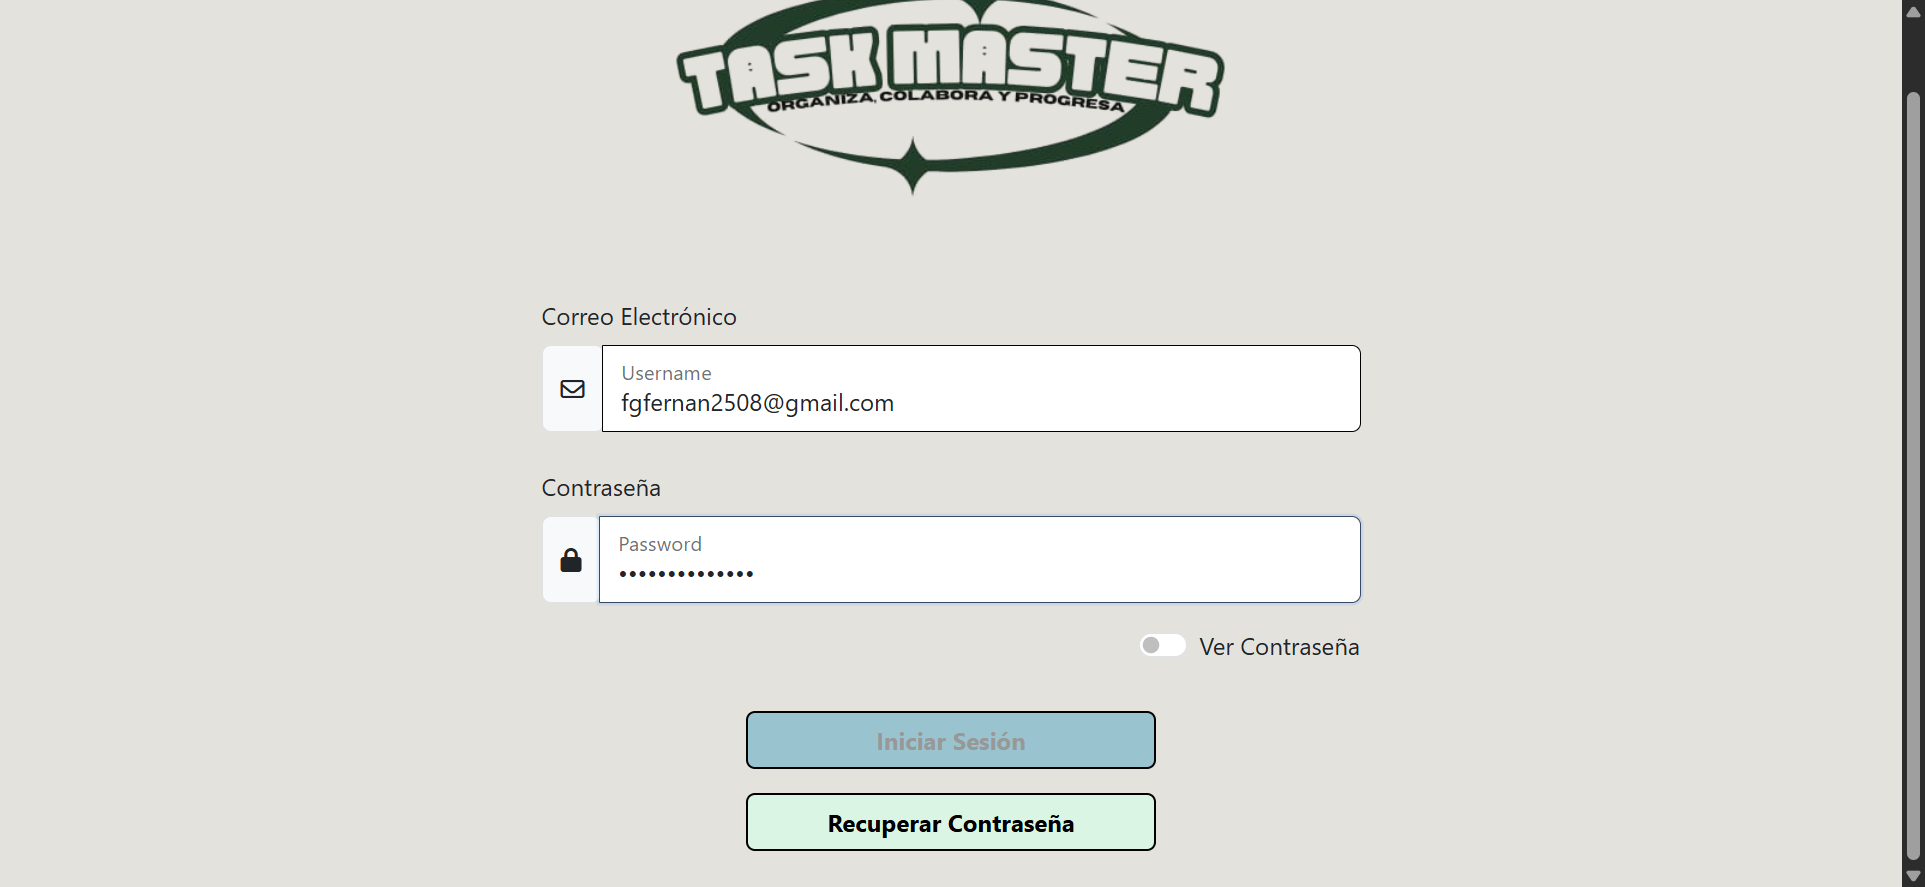 TASK MASTER
ORGANIZA, COLABORA Y PROGRESA
Correo Electrónico
Username
fgfernan2508@gmail.com
Contraseña
Password
••••••••••••••
Ver Contraseña
Iniciar Sesión
Recuperar Contraseña